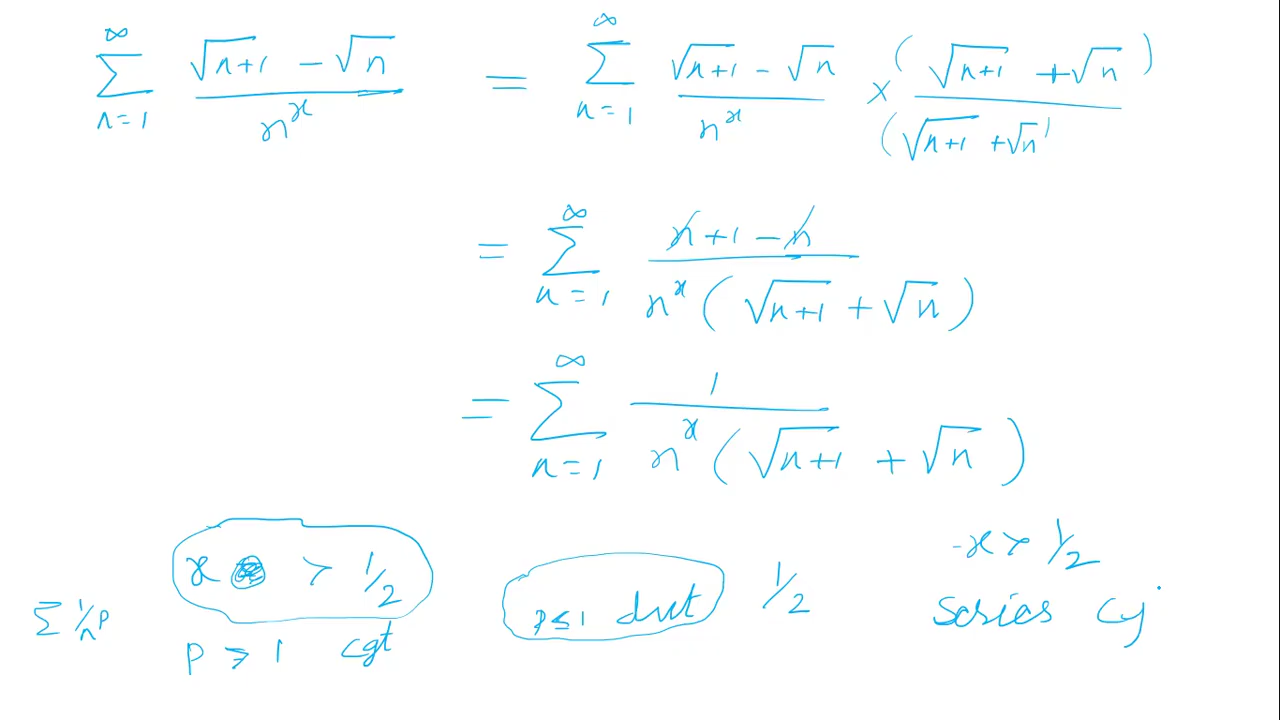 ∞∑n=1 (√n+1 − √n)/n^x = ∞∑n=1 (√n+1 − √n)/n^x × (√n+1 + √n)/(√n+1 + √n)
= ∞∑n=1 (n+1−n)/(n^x(√n+1 + √n))
= ∞∑n=1 1/(n^x(√n+1 + √n))
x > 1/2
p≤1 dvgt 1/2
x > 1/2
∑ 1/n^p
p > 1 cgt
series cg